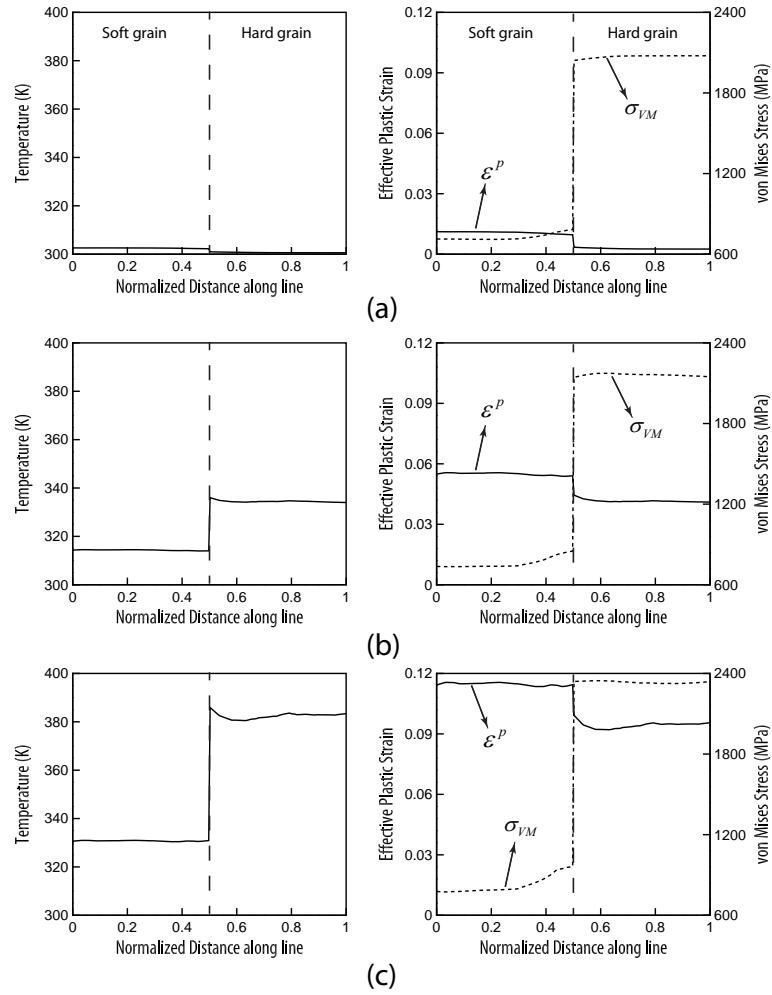 400
380
360
340
320
300
Temperature (K)
Soft grain
Hard grain
0
0.2
0.4
0.6
0.8
1
Normalized Distance along line
0.12
0.09
0.06
0.03
0
Effective Plastic Strain
Soft grain
Hard grain
σVM
εp
2400
1800
1200
600
von Mises Stress (MPa)
0
0.2
0.4
0.6
0.8
1
Normalized Distance along line
(a)
400
380
360
340
320
300
Temperature (K)
0
0.2
0.4
0.6
0.8
1
Normalized Distance along line
0.12
0.09
0.06
0.03
0
Effective Plastic Strain
εp
σVM
2400
1800
1200
600
von Mises Stress (MPa)
0
0.2
0.4
0.6
0.8
1
Normalized Distance along line
(b)
400
380
360
340
320
300
Temperature (K)
0
0.2
0.4
0.6
0.8
1
Normalized Distance along line
0.12
0.09
0.06
0.03
0
Effective Plastic Strain
εp
σVM
2400
1800
1200
600
von Mises Stress (MPa)
0
0.2
0.4
0.6
0.8
1
Normalized Distance along line
(c)